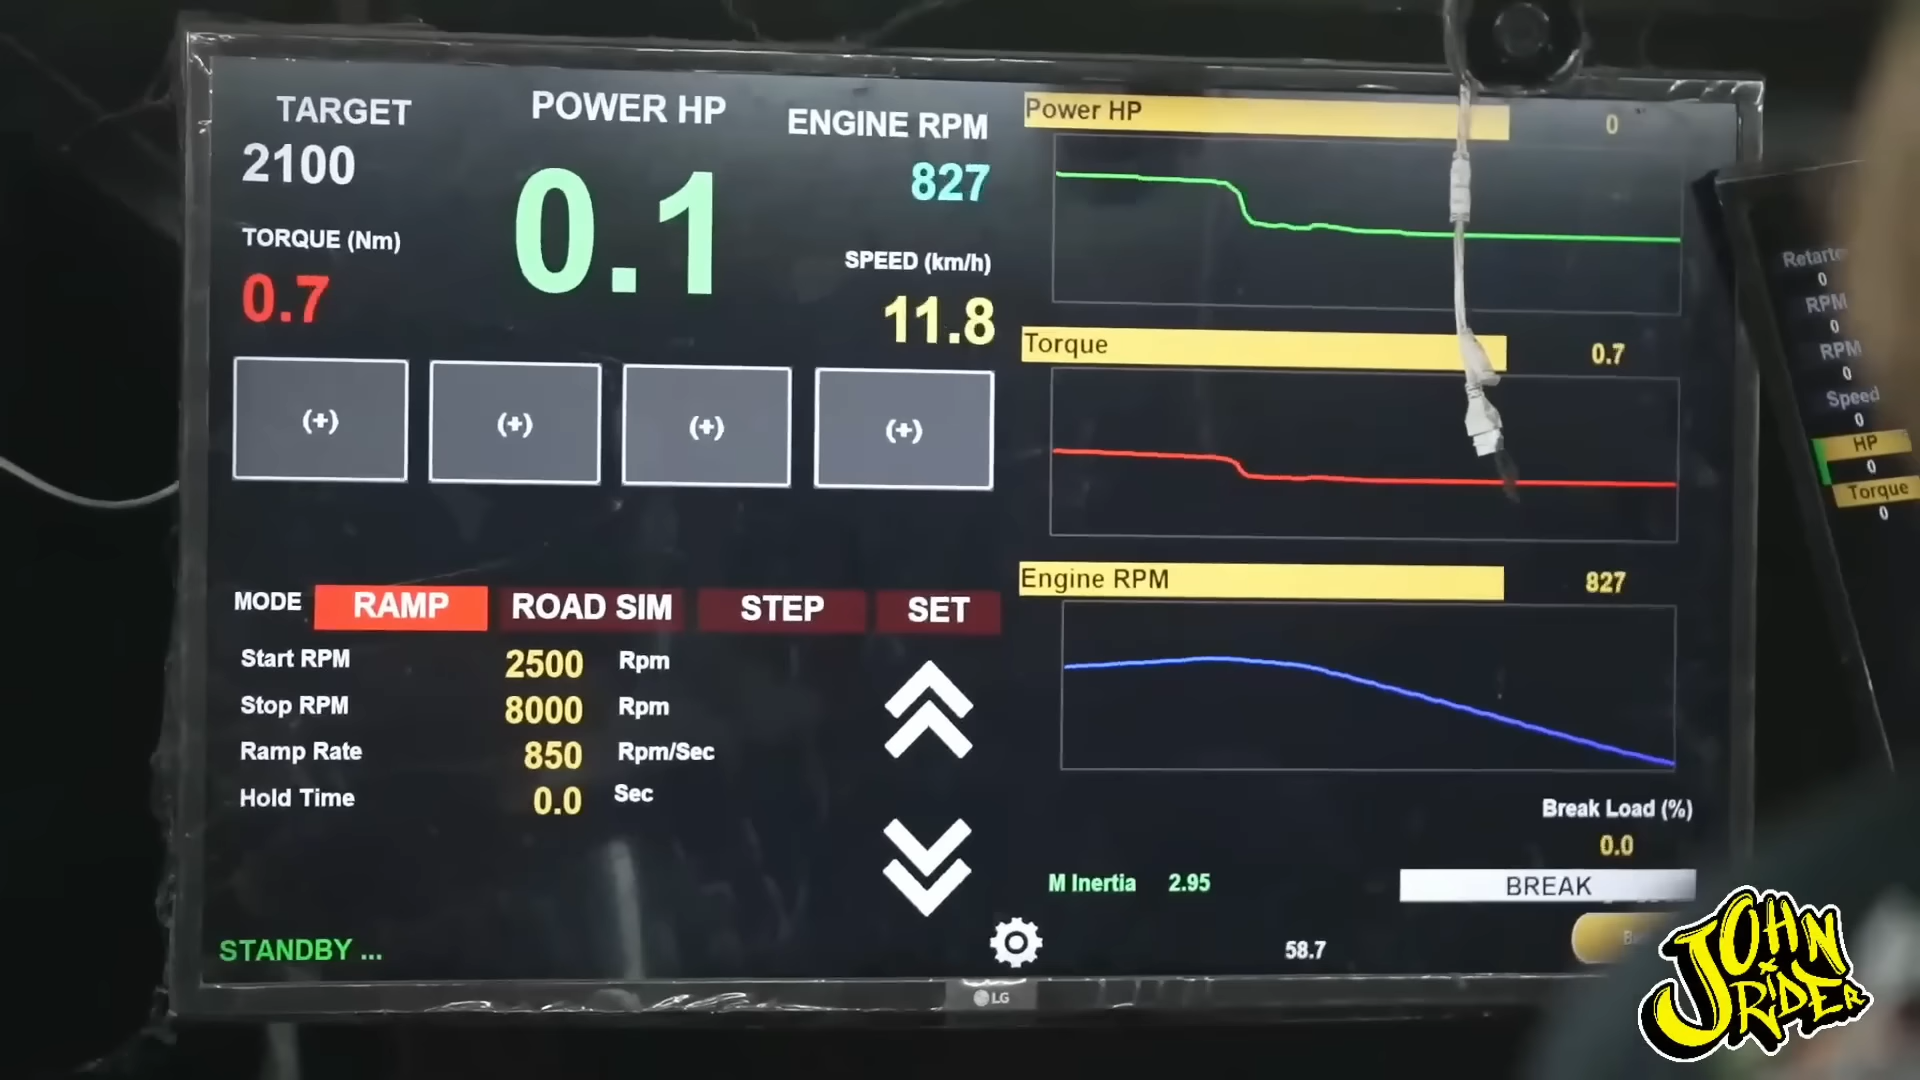 TARGET
2100
POWER HP
0.1
ENGINE RPM
827
TORQUE (Nm)
0.7
SPEED (km/h)
11.8
(+) (+) (+) (+)
MODE RAMP ROAD SIM STEP SET
Start RPM 2500 Rpm
Stop RPM 8000 Rpm
Ramp Rate 850 Rpm/Sec
Hold Time 0.0 Sec
STANDBY ...
Power HP 0
Torque 0.7
Engine RPM 827
Break Load (%)
0.0
M Inertia 2.95
BREAK
58.7
LG
0
RPM
0
RPM
0
Speed
0
HP
0
Torque
0
JOHN
RIDER